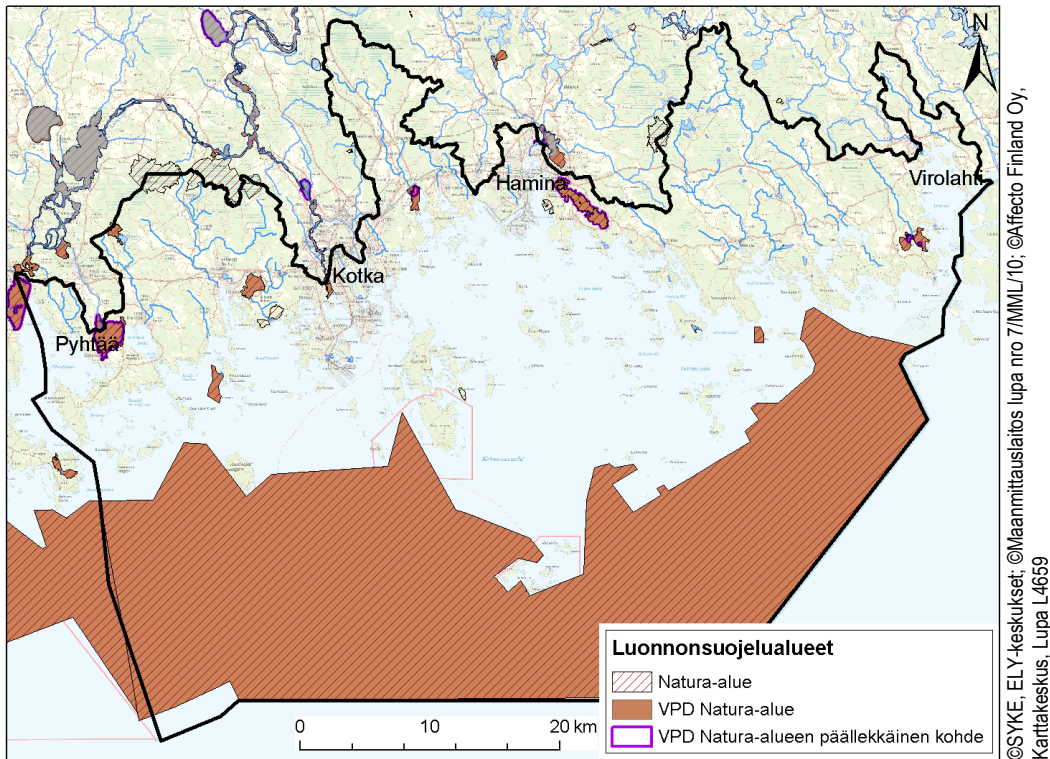 N
Hamina
Virolahti
Kotka
Pyhtää
Luonnonsuojelualueet
Natura-alue
VPD Natura-alue
VPD Natura-alueen päällekkäinen kohde
0 10 20 km
©SYKE, ELY-keskukset; ©Maanmittauslaitos lupa nro 7/MML/10; ©Affecto Finland Oy,
Karttakeskus, Lupa L4659